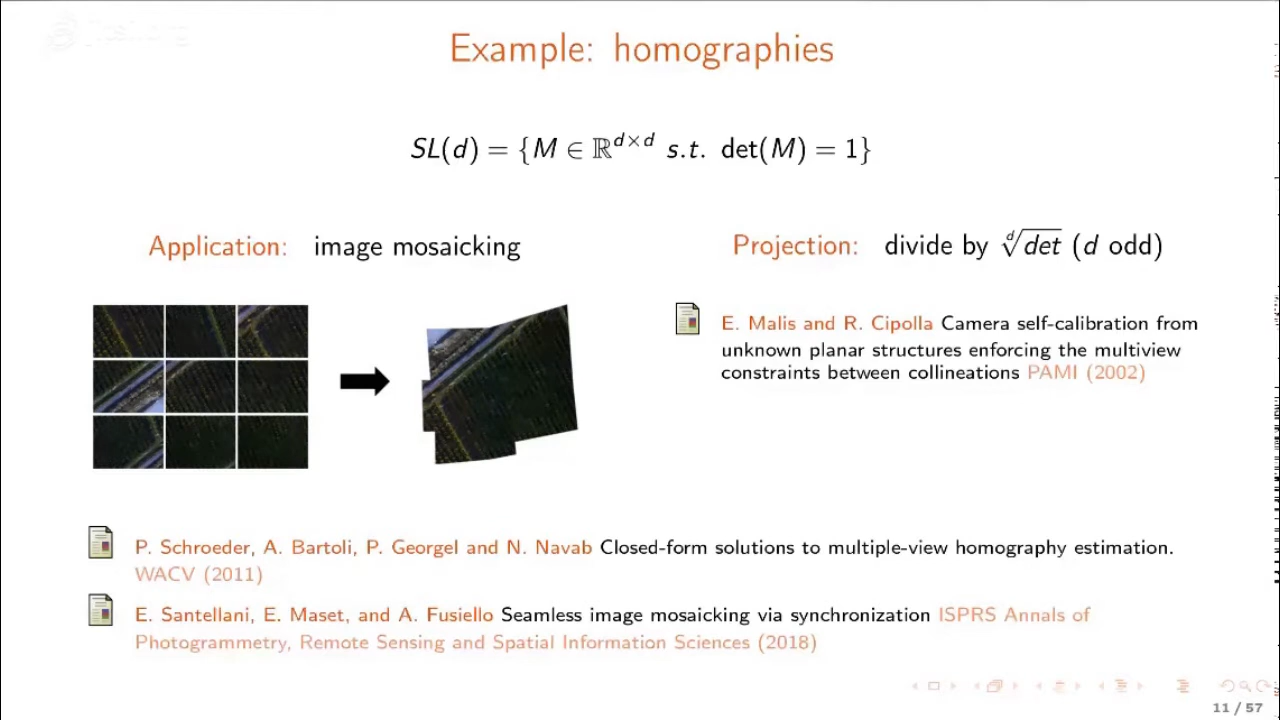 Example: homographies
SL(d) = {M ∈ ℝ^{d×d} s.t. det(M) = 1}
Application: image mosaicking
Projection: divide by \sqrt[d]{det} (d odd)
E. Malis and R. Cipolla Camera self-calibration from
unknown planar structures enforcing the multiview
constraints between collineations PAMI (2002)
P. Schroeder, A. Bartoli, P. Georgel and N. Navab Closed-form solutions to multiple-view homography estimation.
WACV (2011)
E. Santellani, E. Maset, and A. Fusiello Seamless image mosaicking via synchronization ISPRS Annals of
Photogrammetry, Remote Sensing and Spatial Information Sciences (2018)
11 / 57